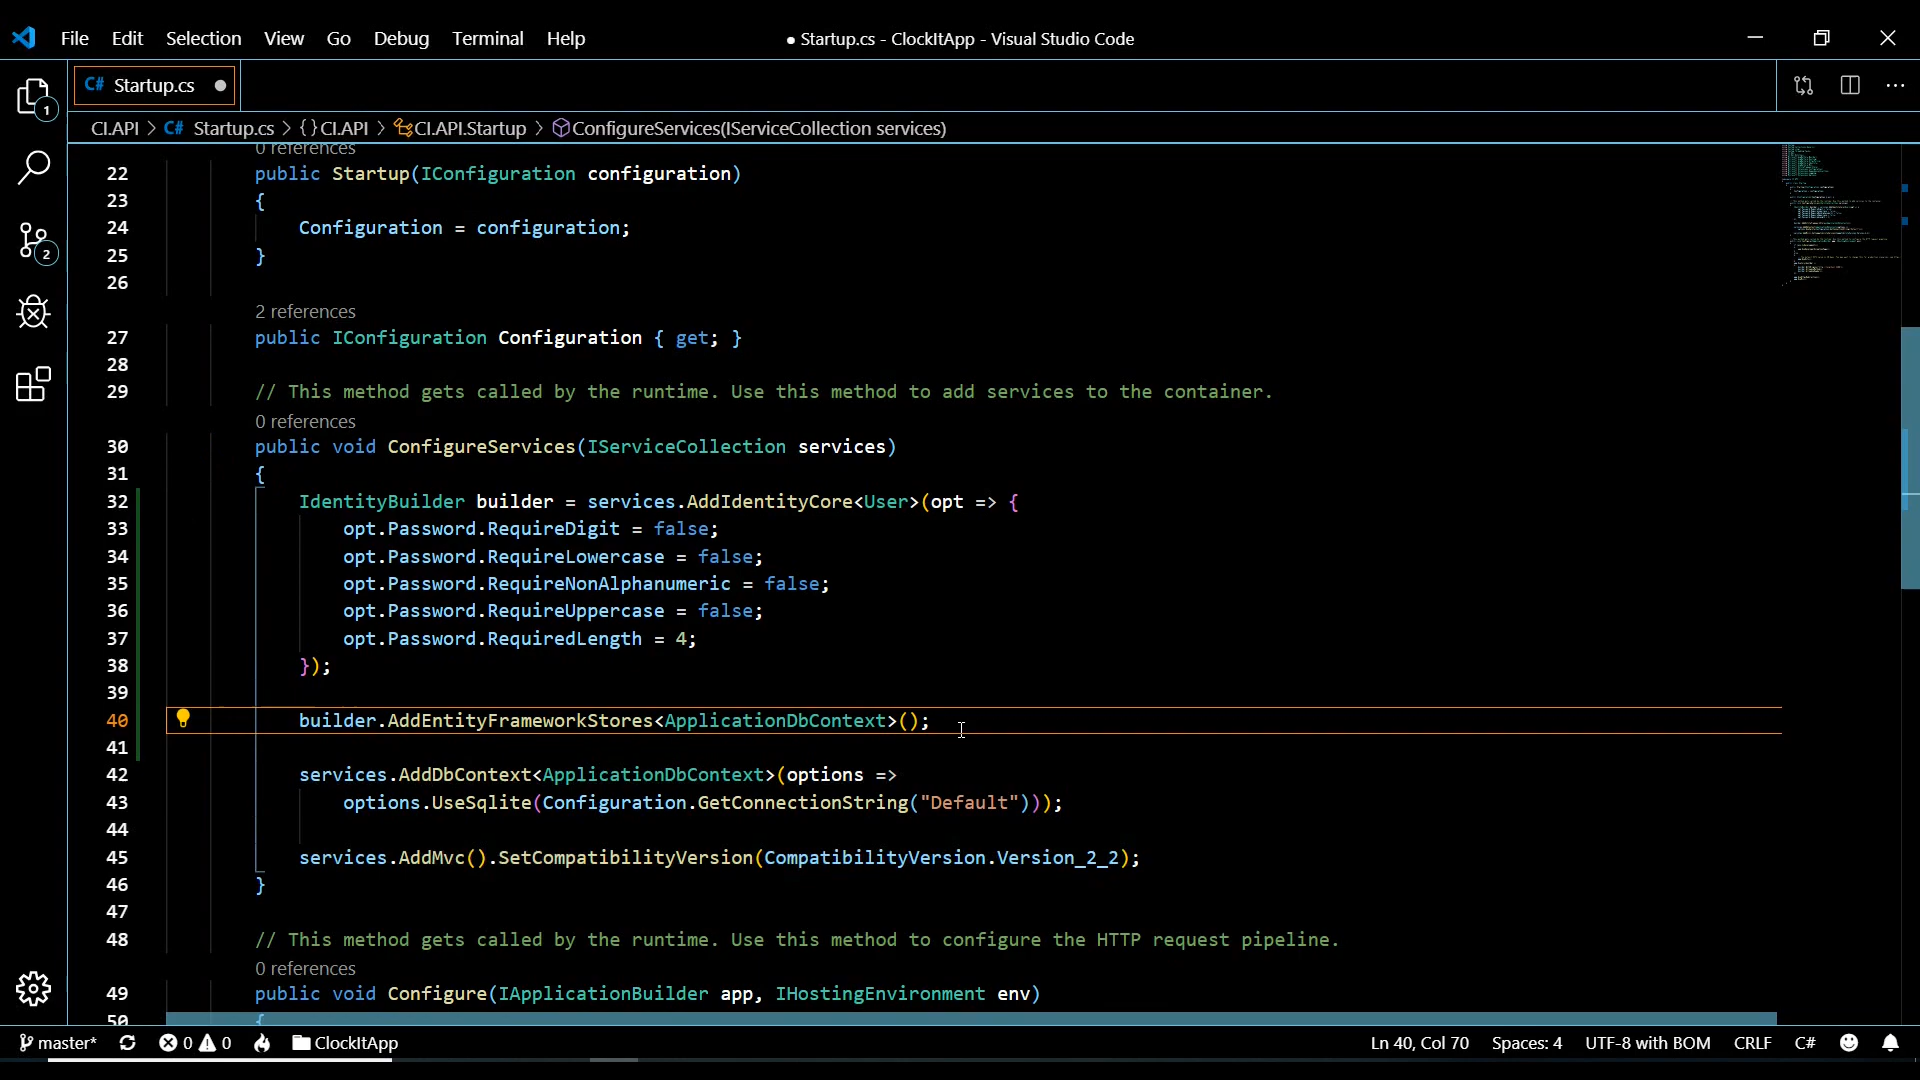 File Edit Selection View Go Debug Terminal Help
● Startup.cs - ClockItApp - Visual Studio Code
C# Startup.cs ●
CI.API > C# Startup.cs > {} CI.API > CI.API.Startup > ConfigureServices(IServiceCollection services)
1
2
0 references
22 public Startup(IConfiguration configuration)
23 {
24 Configuration = configuration;
25 }
26
2 references
27 public IConfiguration Configuration { get; }
28
29 // This method gets called by the runtime. Use this method to add services to the container.
0 references
30 public void ConfigureServices(IServiceCollection services)
31 {
32 IdentityBuilder builder = services.AddIdentityCore<User>(opt => {
33 opt.Password.RequireDigit = false;
34 opt.Password.RequireLowercase = false;
35 opt.Password.RequireNonAlphanumeric = false;
36 opt.Password.RequireUppercase = false;
37 opt.Password.RequiredLength = 4;
38 });
39
40 builder.AddEntityFrameworkStores<ApplicationDbContext>();
41
42 services.AddDbContext<ApplicationDbContext>(options =>
43 options.UseSqlite(Configuration.GetConnectionString("Default")));
44
45 services.AddMvc().SetCompatibilityVersion(CompatibilityVersion.Version_2_2);
46 }
47
48 // This method gets called by the runtime. Use this method to configure the HTTP request pipeline.
0 references
49 public void Configure(IApplicationBuilder app, IHostingEnvironment env)
50 {
master* 0 0 ClockItApp Ln 40, Col 70 Spaces: 4 UTF-8 with BOM CRLF C#